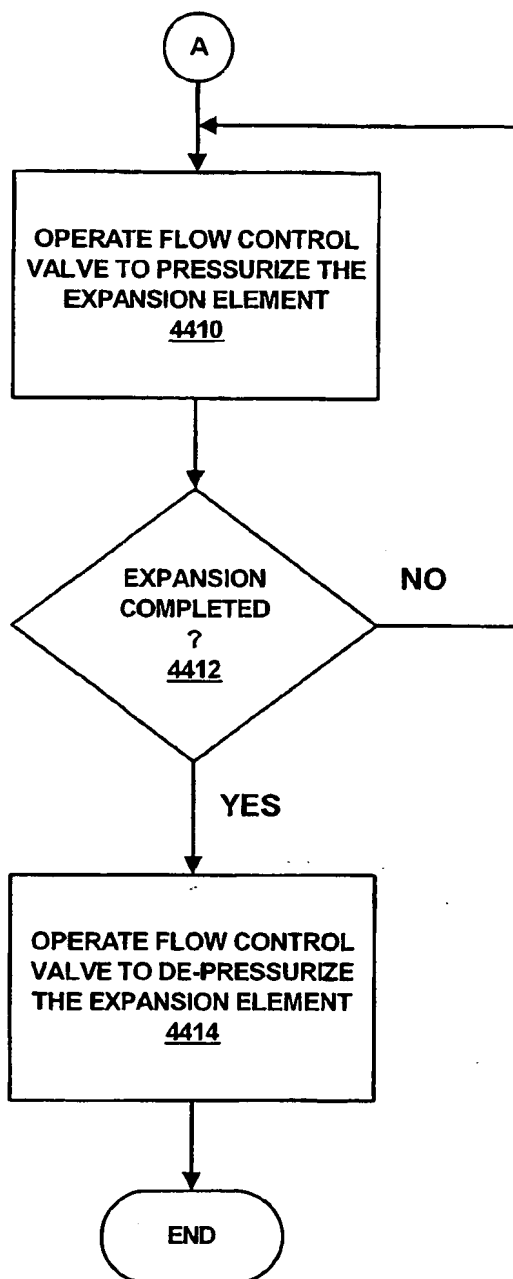 A
OPERATE FLOW CONTROL
VALVE TO PRESSURIZE THE
EXPANSION ELEMENT
4410
EXPANSION
COMPLETED
?
4412
NO
YES
OPERATE FLOW CONTROL
VALVE TO DE-PRESSURIZE
THE EXPANSION ELEMENT
4414
END